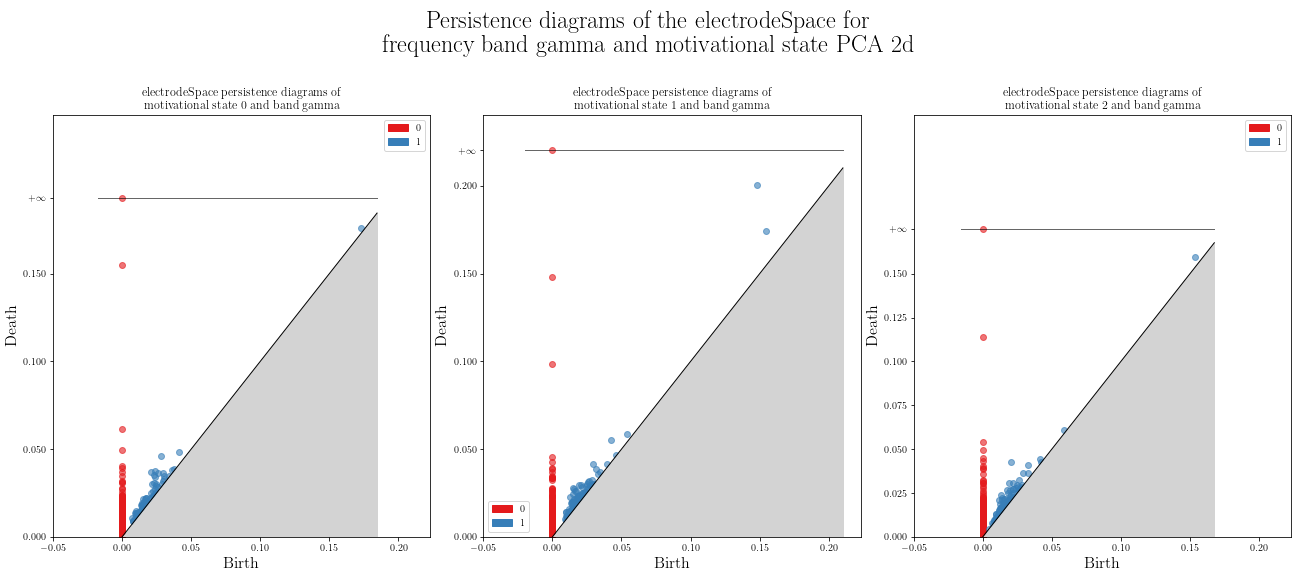 Persistence diagrams of the electrodeSpace for
frequency band gamma and motivational state PCA 2d
electrodeSpace persistence diagrams of
motivational state 0 and band gamma
0
1
+∞
0.150
0.100
0.050
0.000
Death
−0.05 0.00 0.05 0.10 0.15 0.20
Birth
electrodeSpace persistence diagrams of
motivational state 1 and band gamma
+∞
0.200
0.150
0.100
0.050
0.000
Death
0
1
−0.05 0.00 0.05 0.10 0.15 0.20
Birth
electrodeSpace persistence diagrams of
motivational state 2 and band gamma
0
1
+∞
0.150
0.125
0.100
0.075
0.050
0.025
0.000
Death
−0.05 0.00 0.05 0.10 0.15 0.20
Birth